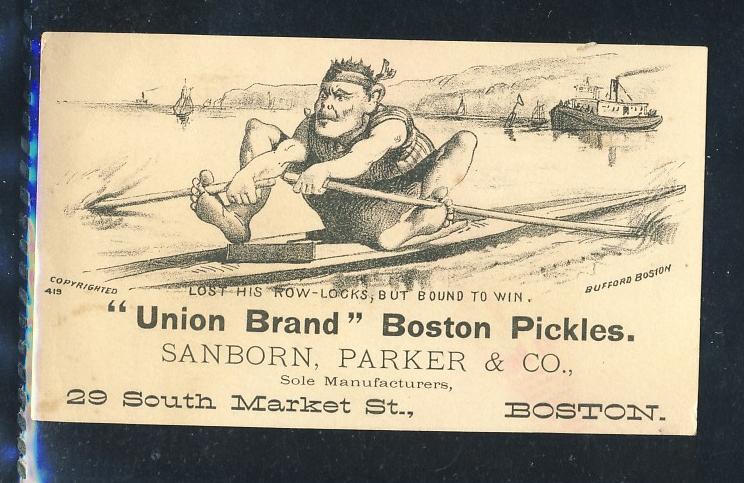 COPYRIGHTED
419
LOST HIS ROW-LOCKS, BUT BOUND TO WIN.
BUFFORD BOSTON
"Union Brand" Boston Pickles.
SANBORN, PARKER & CO.,
Sole Manufacturers,
29 South Market St., BOSTON.